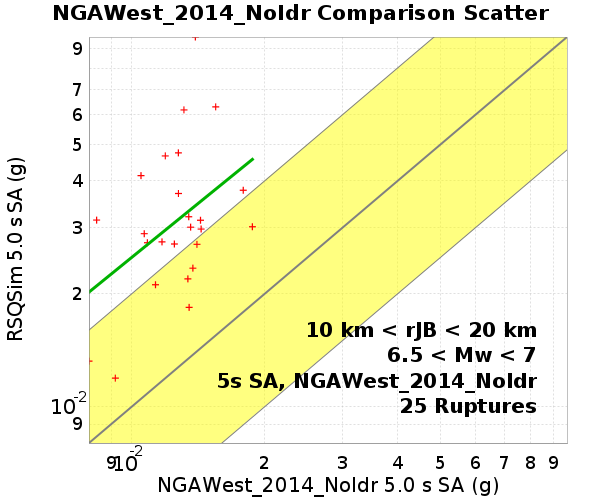 NGAWest_2014_NoIdr Comparison Scatter
9
7
6
5
4
3
2
10-2
9
RSQSim 5.0 s SA (g)
10 km < rJB < 20 km
6.5 < Mw < 7
5s SA, NGAWest_2014_NoIdr
25 Ruptures
9 10-2 2 3 4 5 6 7 8 9
NGAWest_2014_NoIdr 5.0 s SA (g)